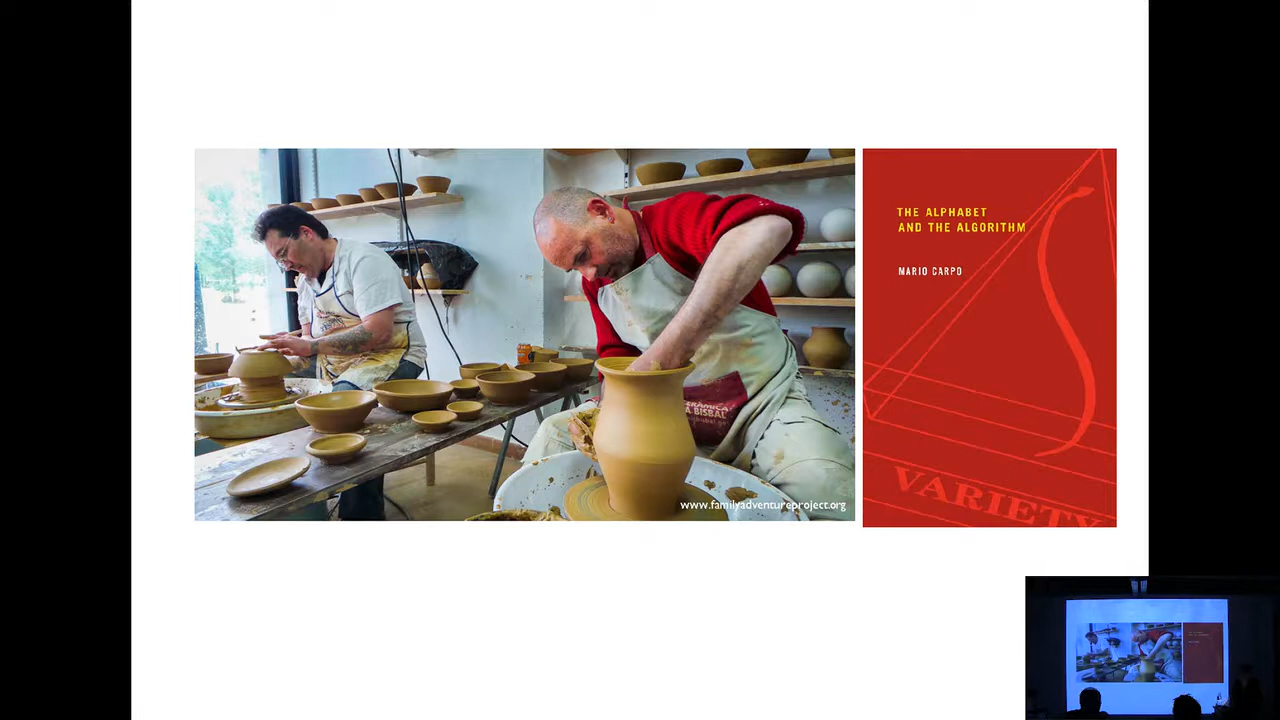 www.familyadventureproject.org
THE ALPHABET
AND THE ALGORITHM
MARIO CARPO
VARIETY